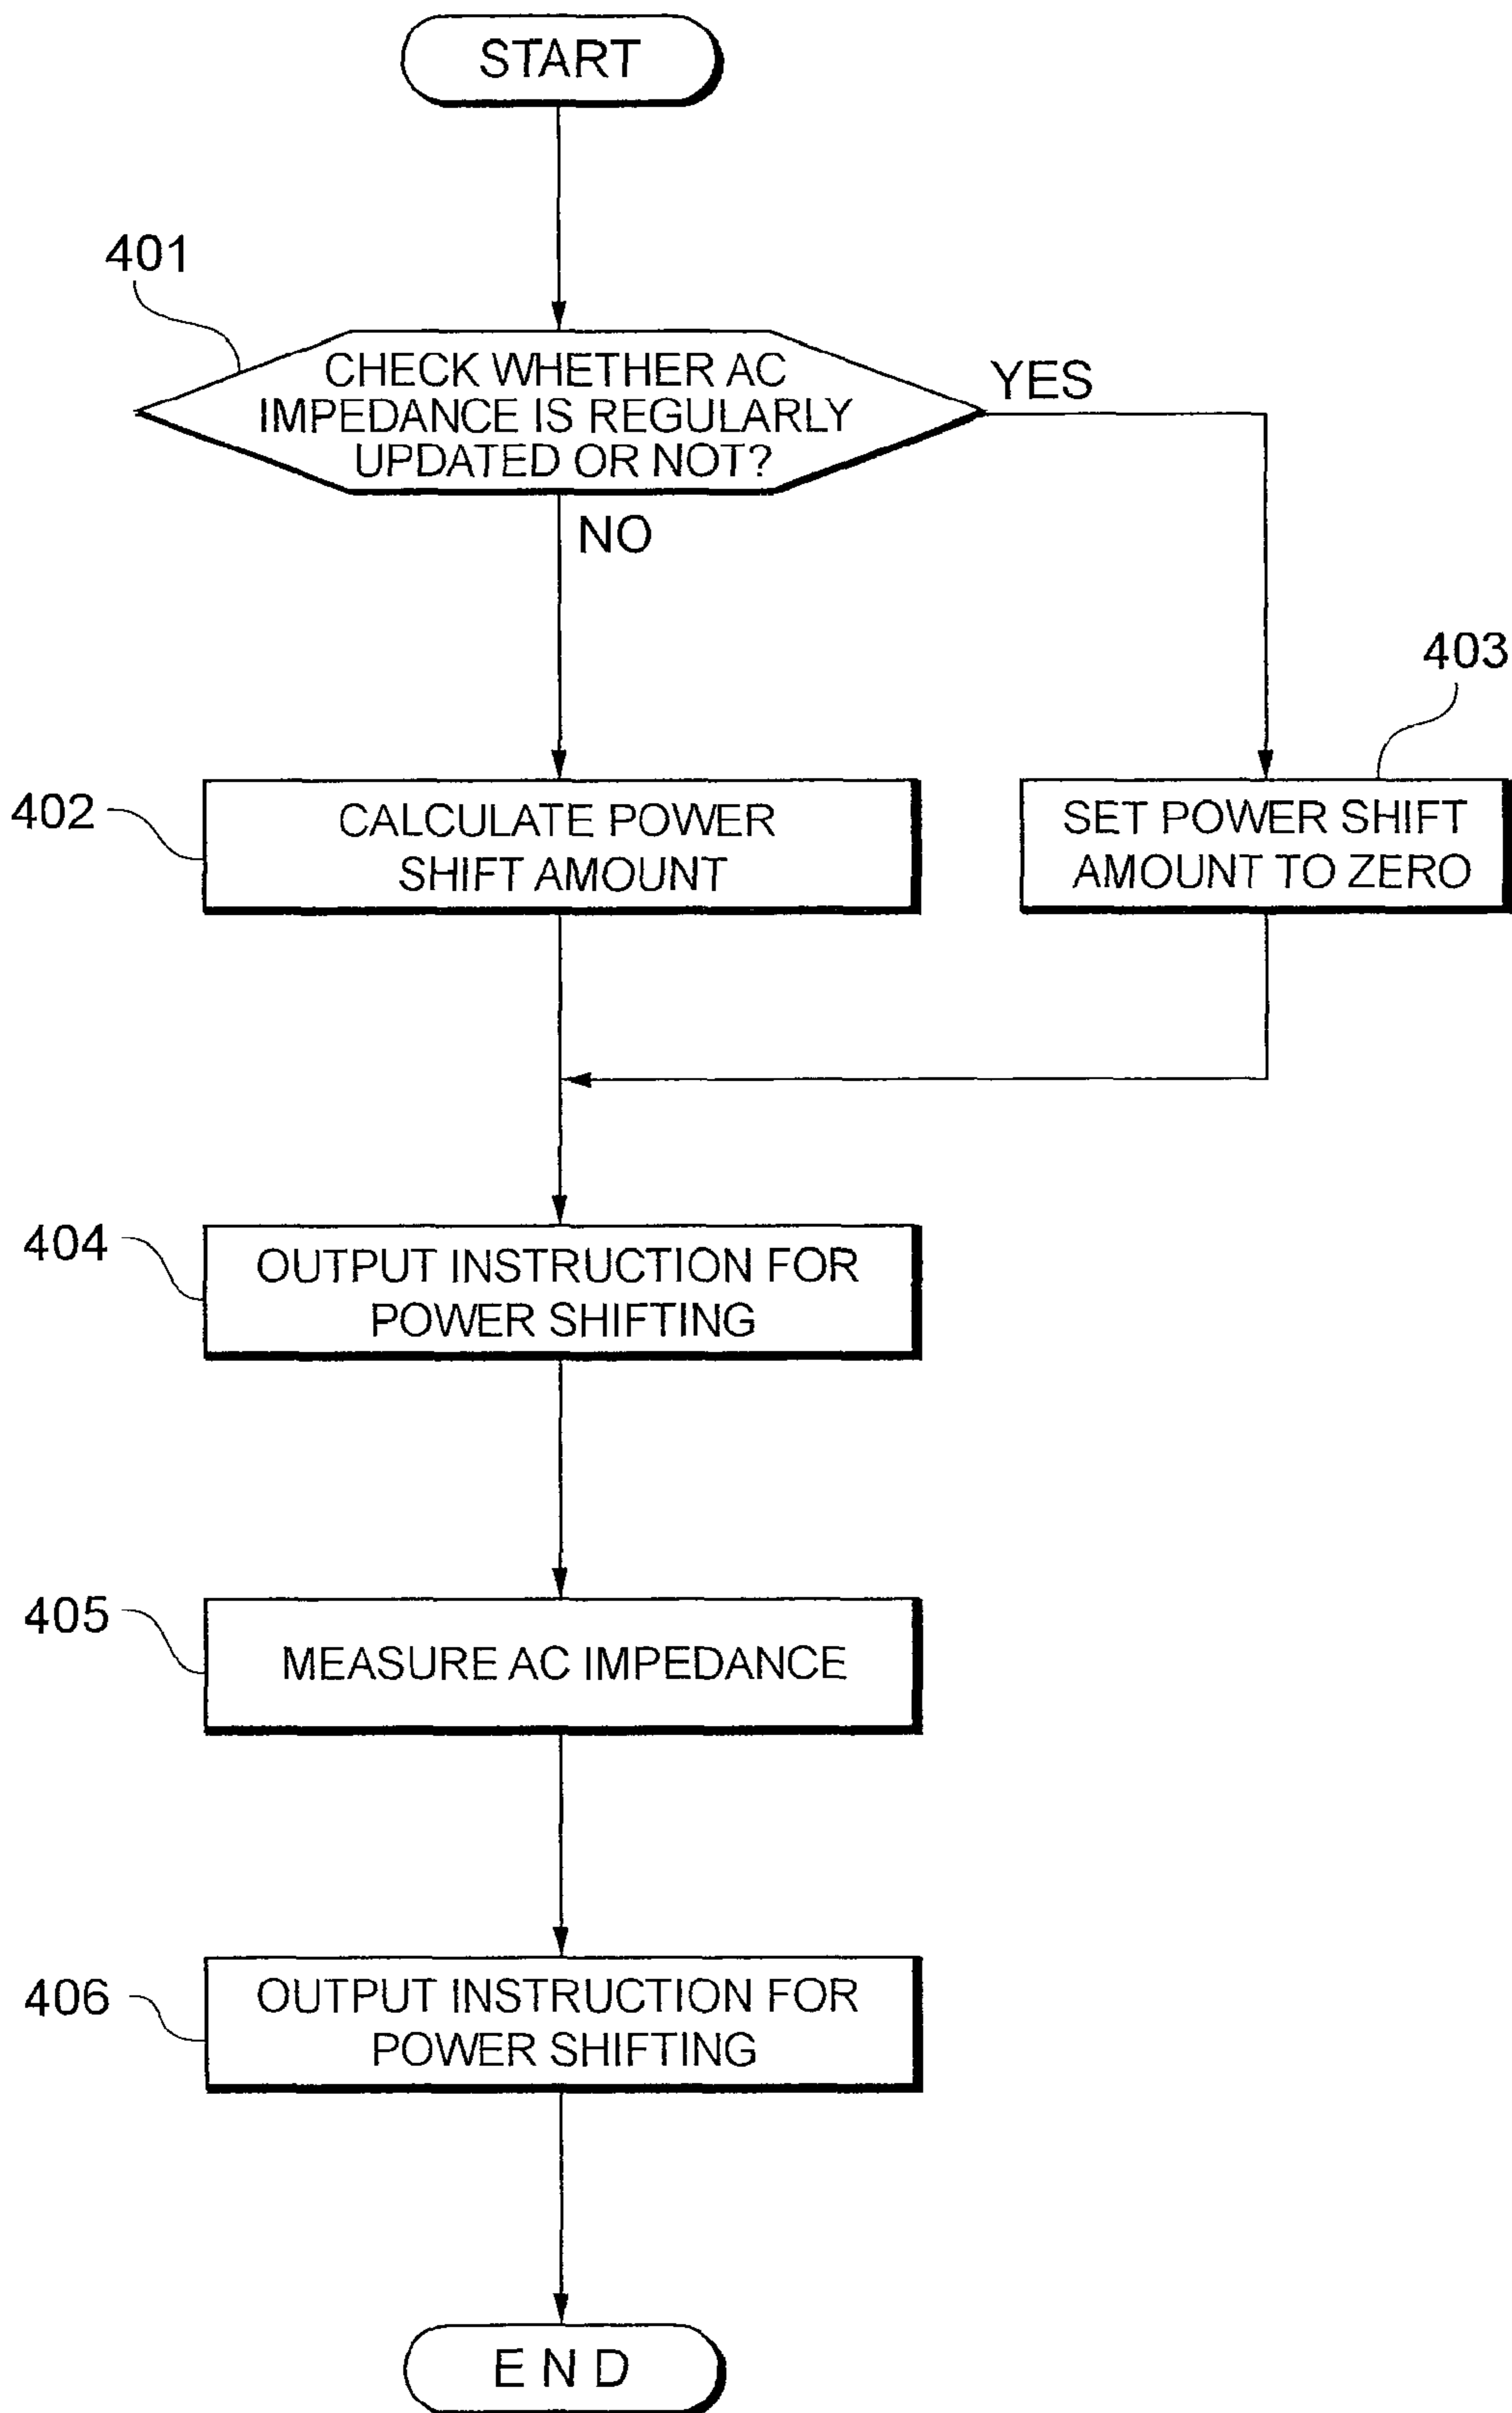 START
401
CHECK WHETHER AC
IMPEDANCE IS REGULARLY
UPDATED OR NOT?
YES
NO
403
402
CALCULATE POWER
SHIFT AMOUNT
SET POWER SHIFT
AMOUNT TO ZERO
404
OUTPUT INSTRUCTION FOR
POWER SHIFTING
405
MEASURE AC IMPEDANCE
406
OUTPUT INSTRUCTION FOR
POWER SHIFTING
END